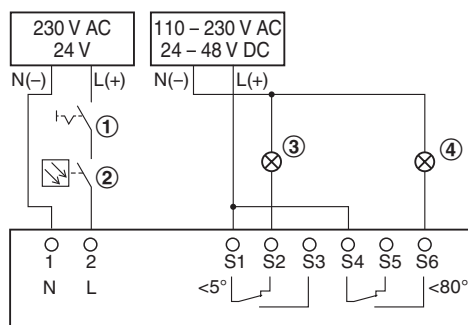 230 V AC
24 V
110 – 230 V AC
24 – 48 V DC
N(–) L(+)
N(–) L(+)
1
2
3
4
1 2 S1 S2 S3 S4 S5 S6
N L <5° <80°